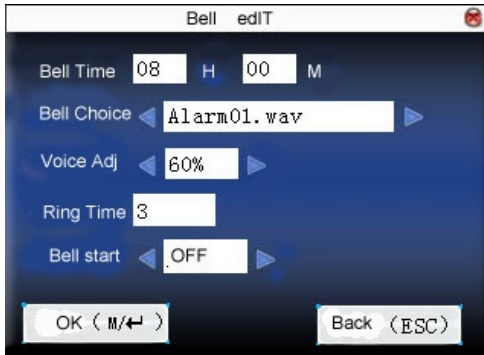 Bell edIT
Bell Time 08 H 00 M
Bell Choice Alarm01.wav
Voice Adj 60%
Ring Time 3
Bell start .OFF
OK ( M/↵ ) Back (ESC)